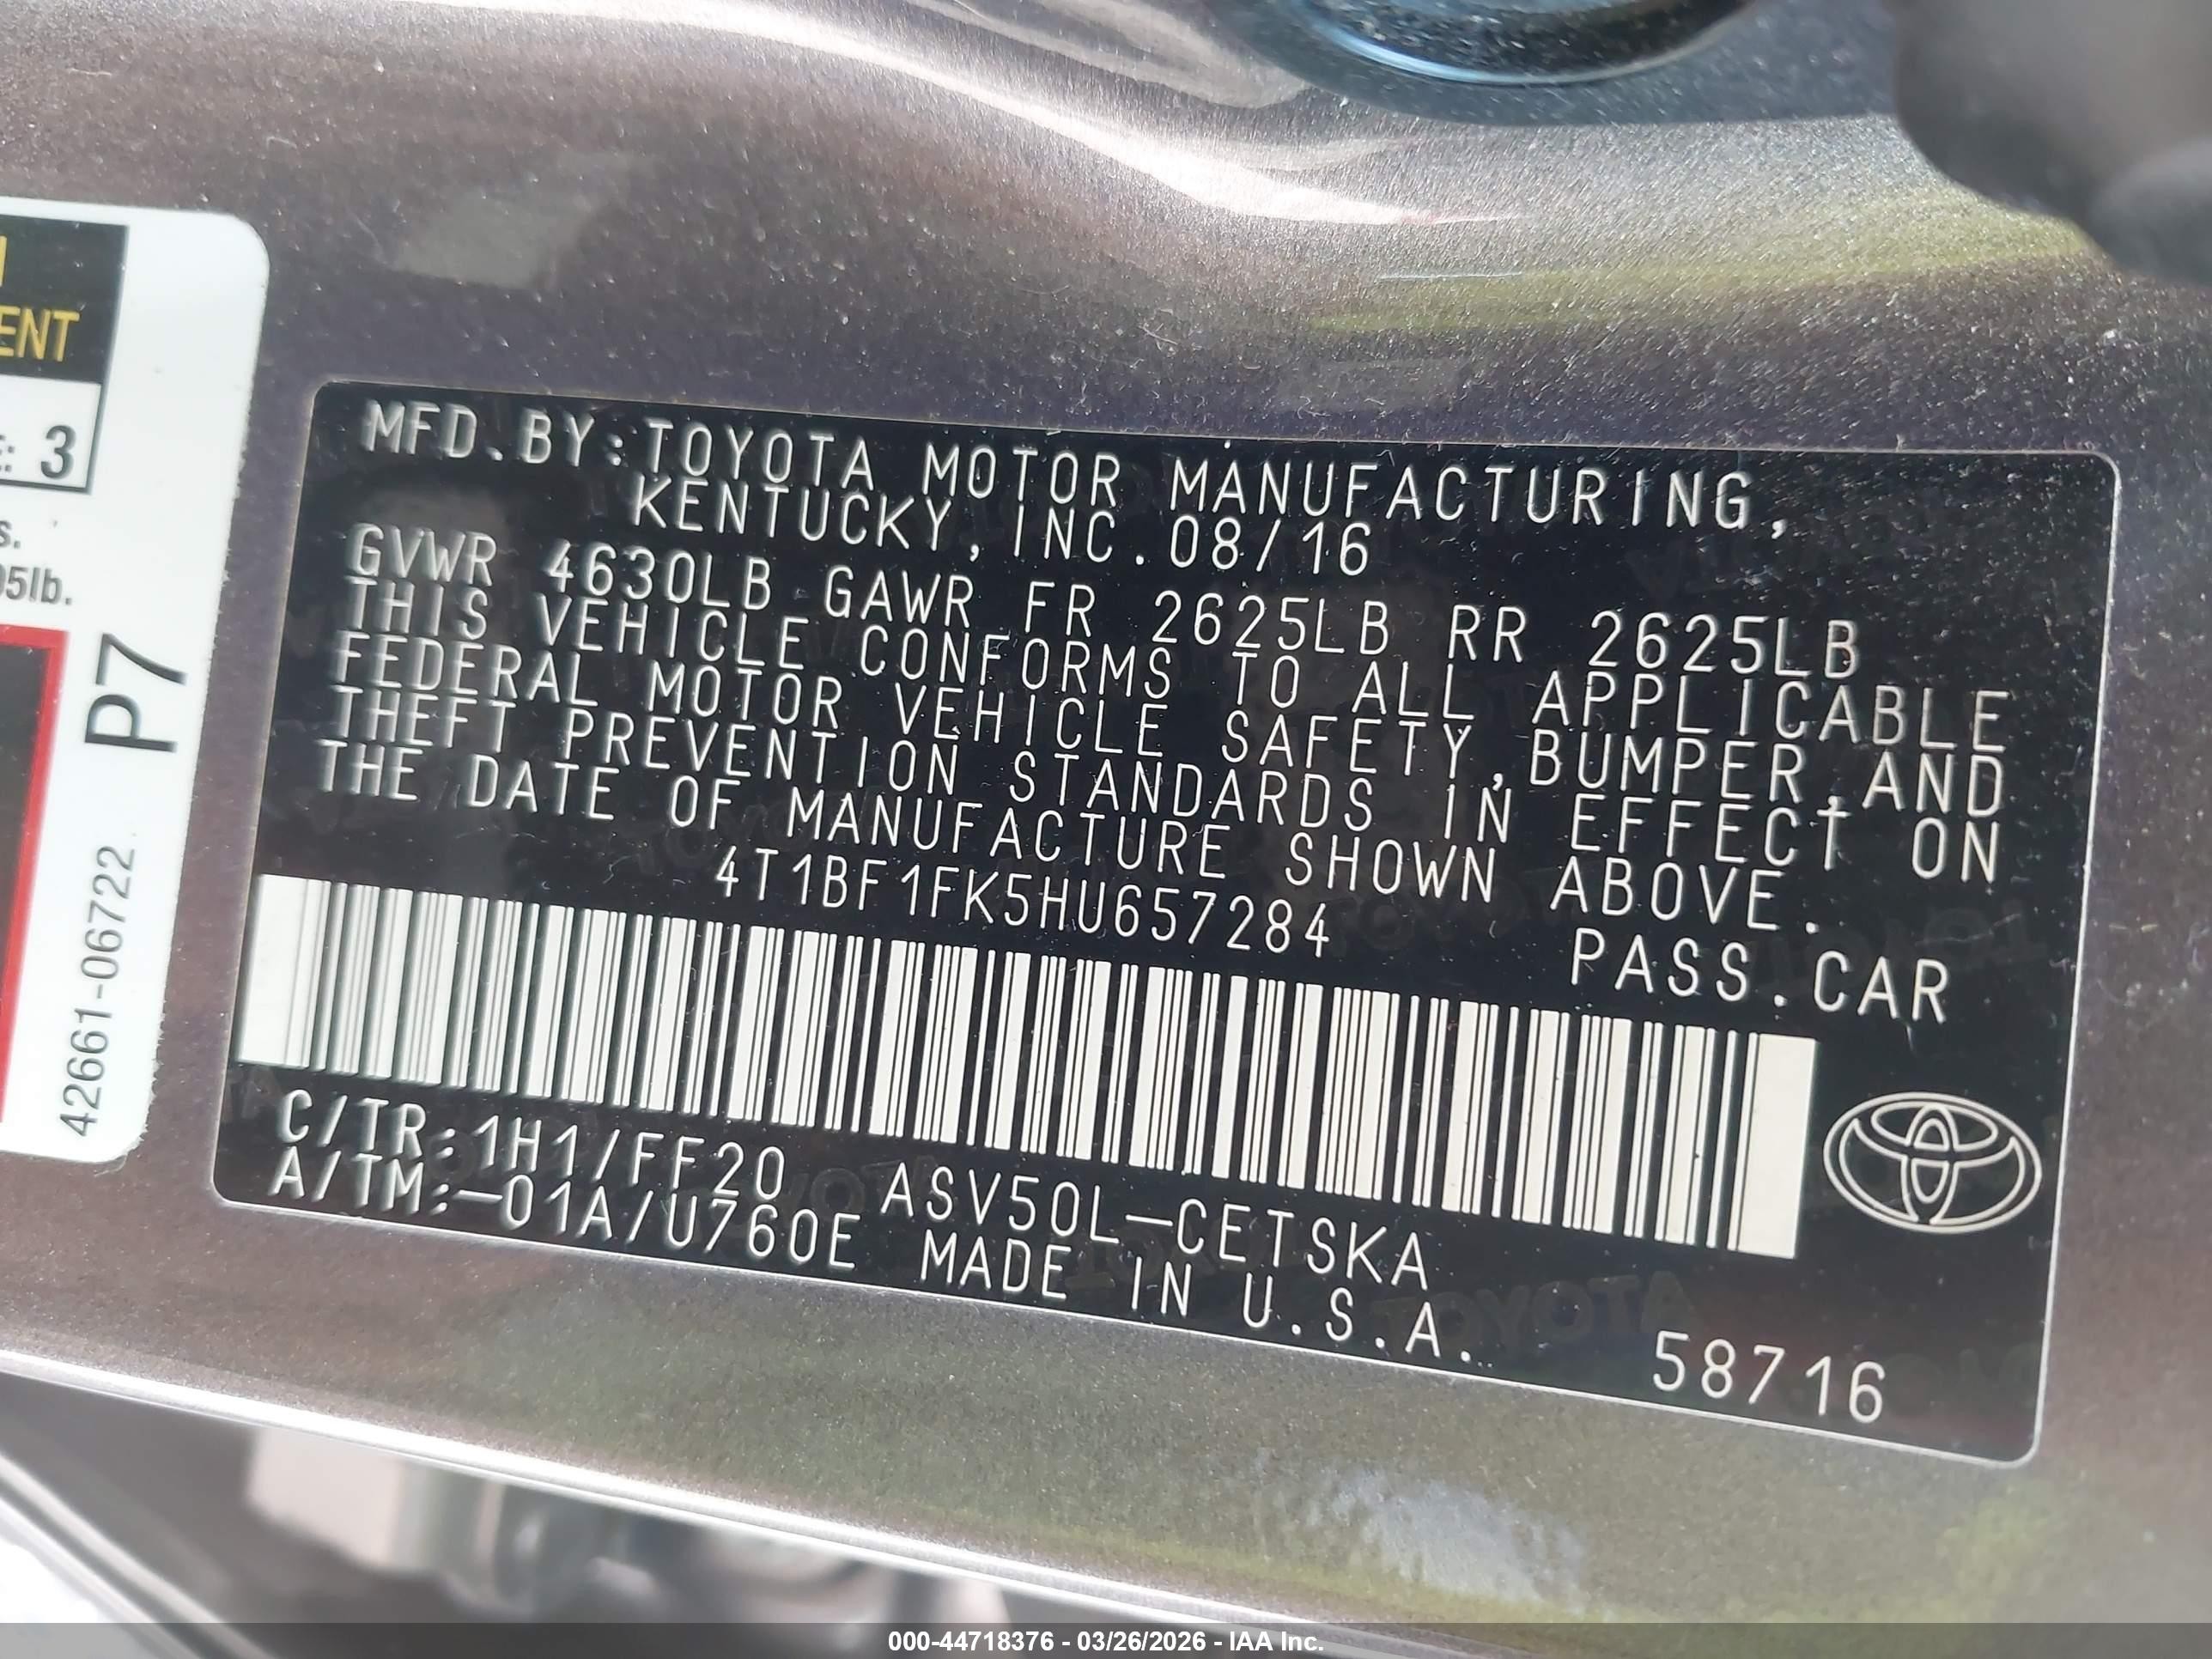 ENT
3
s.
05lb.
P7
42661-06722
MFD.BY:TOYOTA MOTOR MANUFACTURING,
KENTUCKY,INC.08/16
GVWR 4630LB GAWR FR 2625LB RR 2625LB
THIS VEHICLE CONFORMS TO ALL APPLICABLE
FEDERAL MOTOR VEHICLE SAFETY,BUMPER,AND
THEFT PREVENTION STANDARDS IN EFFECT ON
THE DATE OF MANUFACTURE SHOWN ABOVE.
4T1BF1FK5HU657284
PASS.CAR
C/TR:1H1/FF20 ASV50L-CETSKA
A/TM:-01A/U760E MADE IN U.S.A.
58716
000-44718376 - 03/26/2026 - IAA Inc.